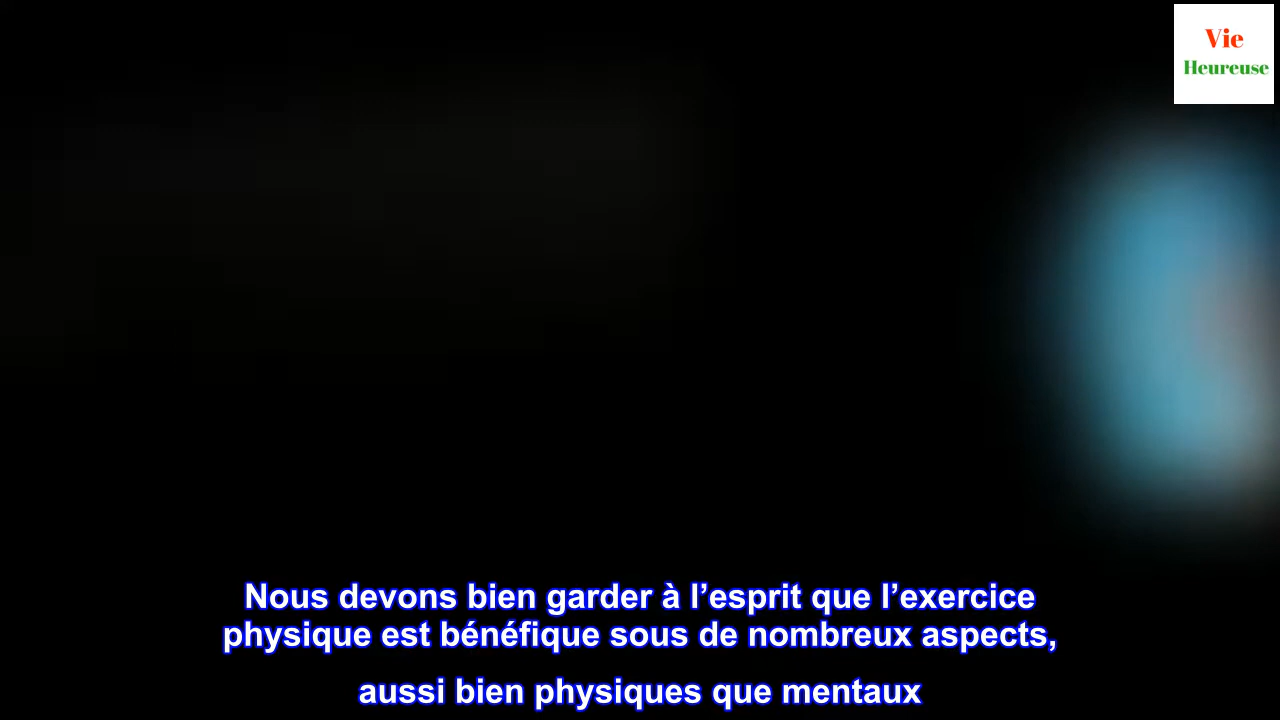 Vie
Heureuse
Nous devons bien garder à l’esprit que l’exercice
physique est bénéfique sous de nombreux aspects,
aussi bien physiques que mentaux